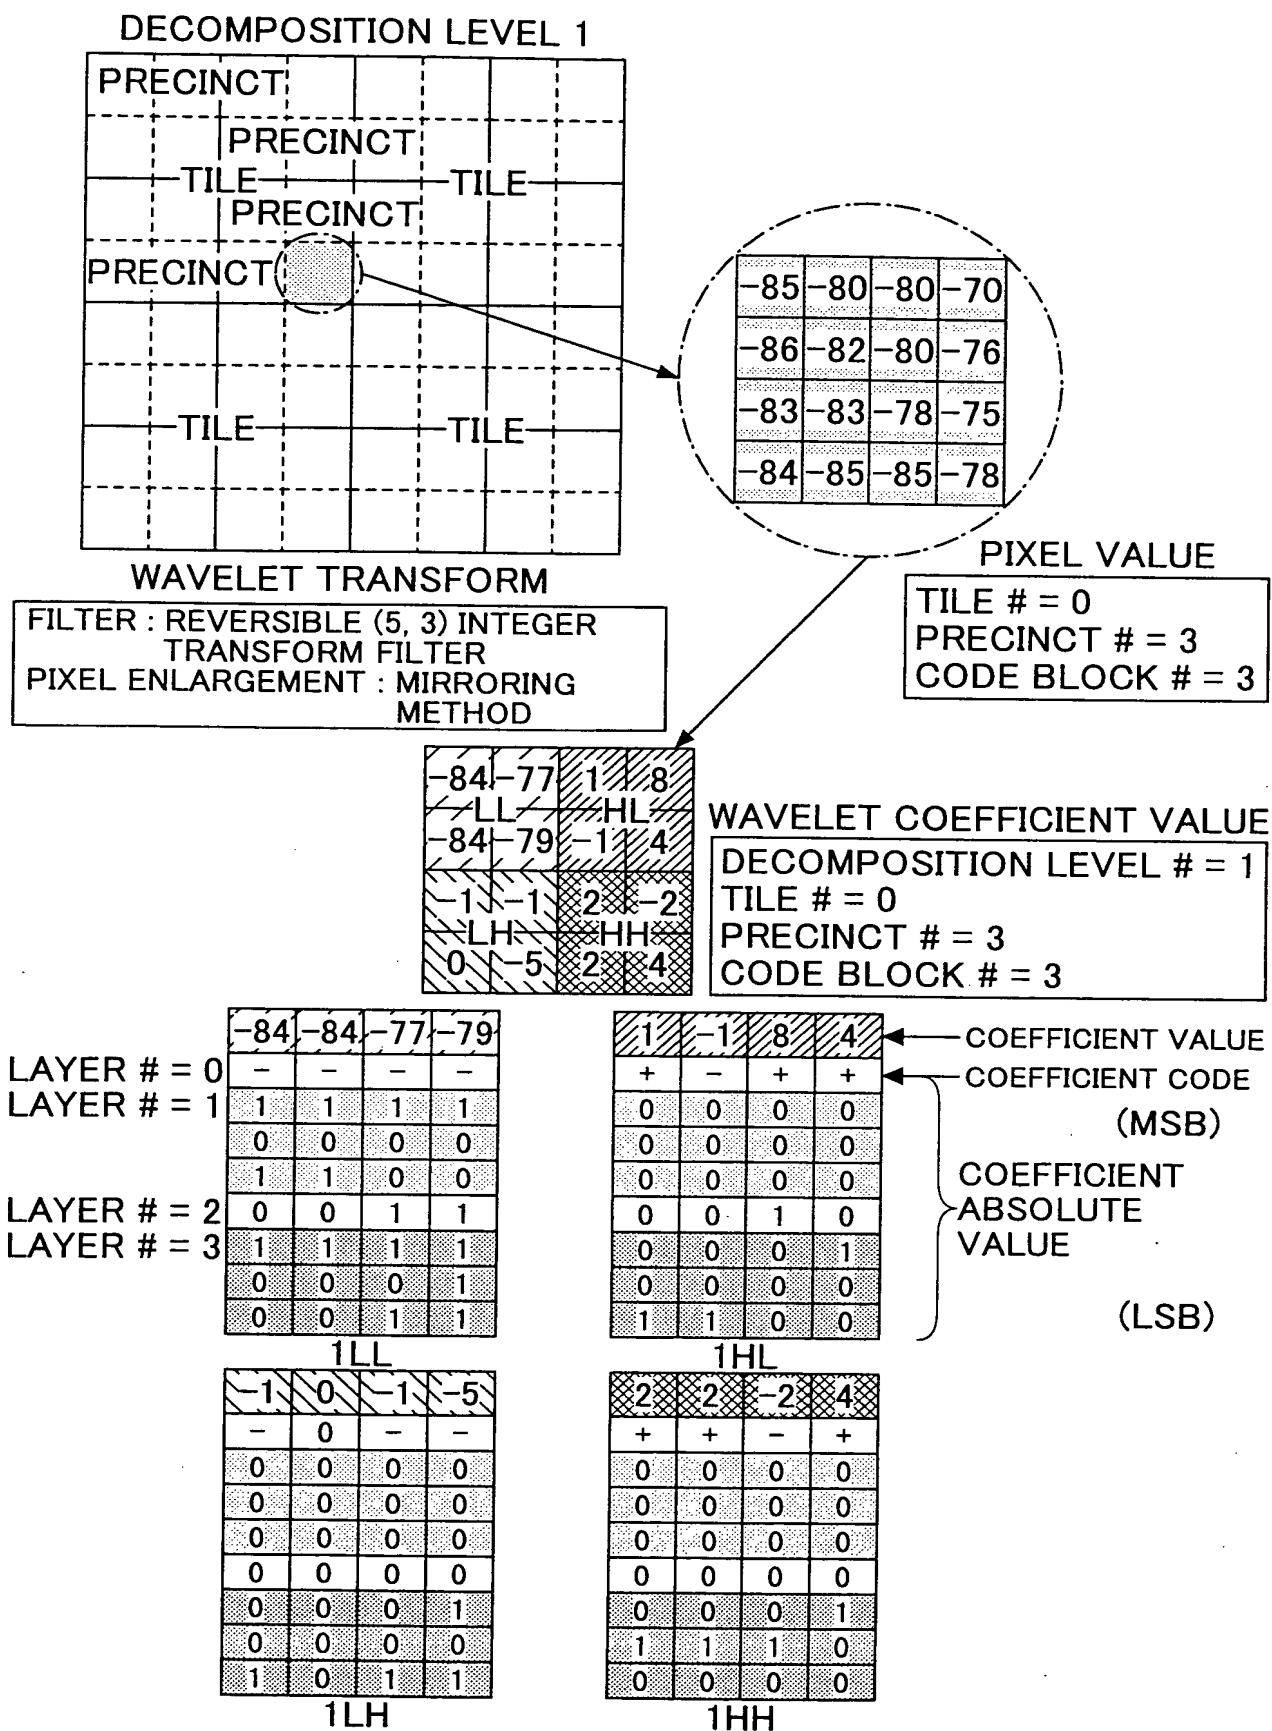 DECOMPOSITION LEVEL 1
PRECINCT
PRECINCT
TILE TILE
PRECINCT
PRECINCT
TILE TILE
-85 -80 -80 -70
-86 -82 -80 -76
-83 -83 -78 -75
-84 -85 -85 -78
PIXEL VALUE
TILE # = 0
PRECINCT # = 3
CODE BLOCK # = 3
WAVELET TRANSFORM
FILTER : REVERSIBLE (5, 3) INTEGER
TRANSFORM FILTER
PIXEL ENLARGEMENT : MIRRORING
METHOD
-84 -77 1 8
LL HL
-84 -79 -1 4
-1 -1 2 -2
LH HH
0 -5 2 4
WAVELET COEFFICIENT VALUE
DECOMPOSITION LEVEL # = 1
TILE # = 0
PRECINCT # = 3
CODE BLOCK # = 3
-84 -84 -77 -79
LAYER # = 0 - - - -
LAYER # = 1 1 1 1 1
0 0 0 0
1 1 0 0
LAYER # = 2 0 0 1 1
LAYER # = 3 1 1 1 1
0 0 0 1
0 0 1 1
1LL
1 -1 8 4 COEFFICIENT VALUE
+ - + + COEFFICIENT CODE
0 0 0 0 (MSB)
0 0 0 0
0 0 0 0
0 0 1 0
0 0 0 1
0 0 0 0
1 1 0 0 (LSB)
COEFFICIENT
ABSOLUTE
VALUE
1HL
-1 0 -1 -5
- 0 - -
0 0 0 0
0 0 0 0
0 0 0 0
0 0 0 0
0 0 0 1
0 0 0 0
1 0 1 1
1LH
2 2 -2 4
+ + - +
0 0 0 0
0 0 0 0
0 0 0 0
0 0 0 0
0 0 0 1
1 1 1 0
0 0 0 0
1HH